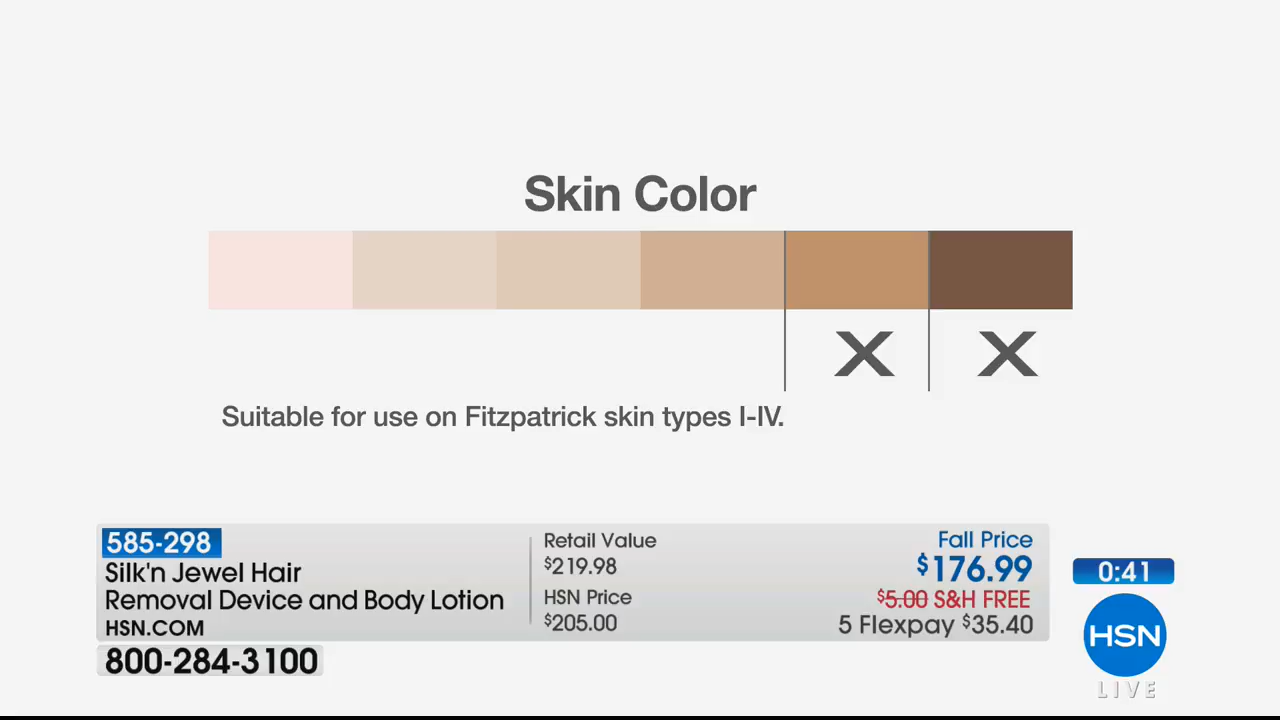 Skin Color
X X
Suitable for use on Fitzpatrick skin types I-IV.
585-298
Silk'n Jewel Hair
Removal Device and Body Lotion
HSN.COM
800-284-3100
Retail Value
$219.98
HSN Price
$205.00
Fall Price
$176.99
$5.00 S&H FREE
5 Flexpay $35.40
0:41
HSN
LIVE